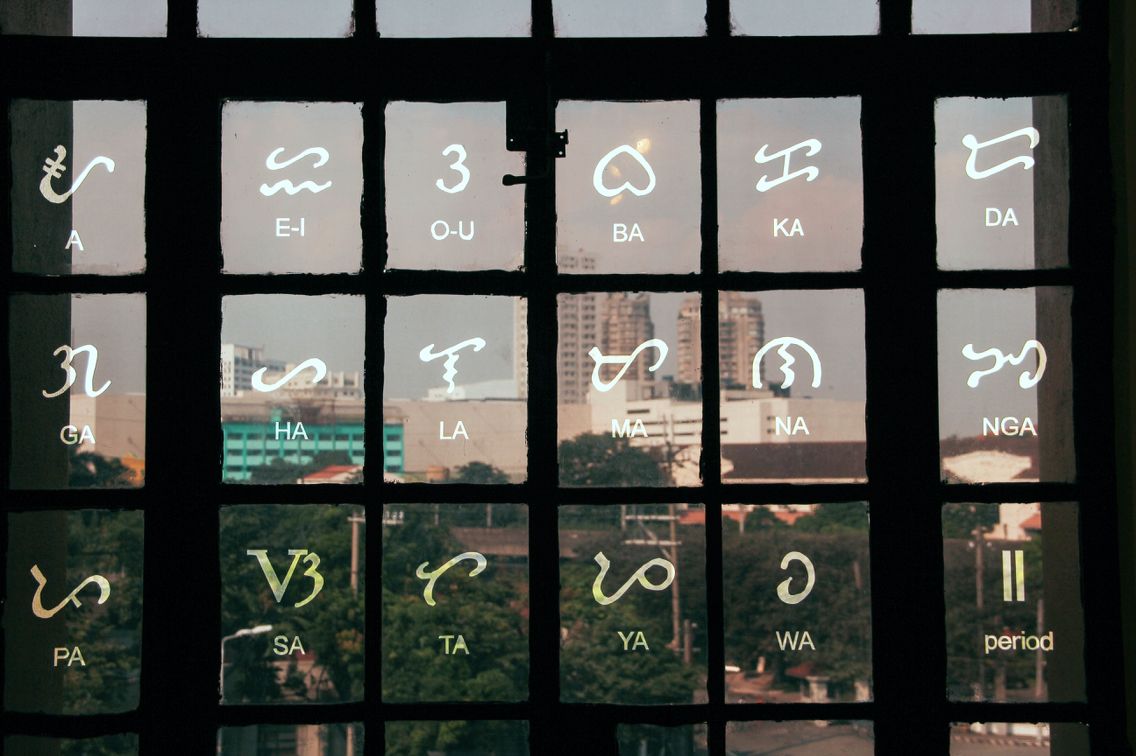 ᜀ ᜁ ᜂ ᜊ ᜃ ᜇ
A E-I O-U BA KA DA
ᜄ ᜑ ᜎ ᜋ ᜈ ᜅ
GA HA LA MA NA NGA
ᜉ ᜐ ᜆ ᜌ ᜏ ᜶
PA SA TA YA WA period